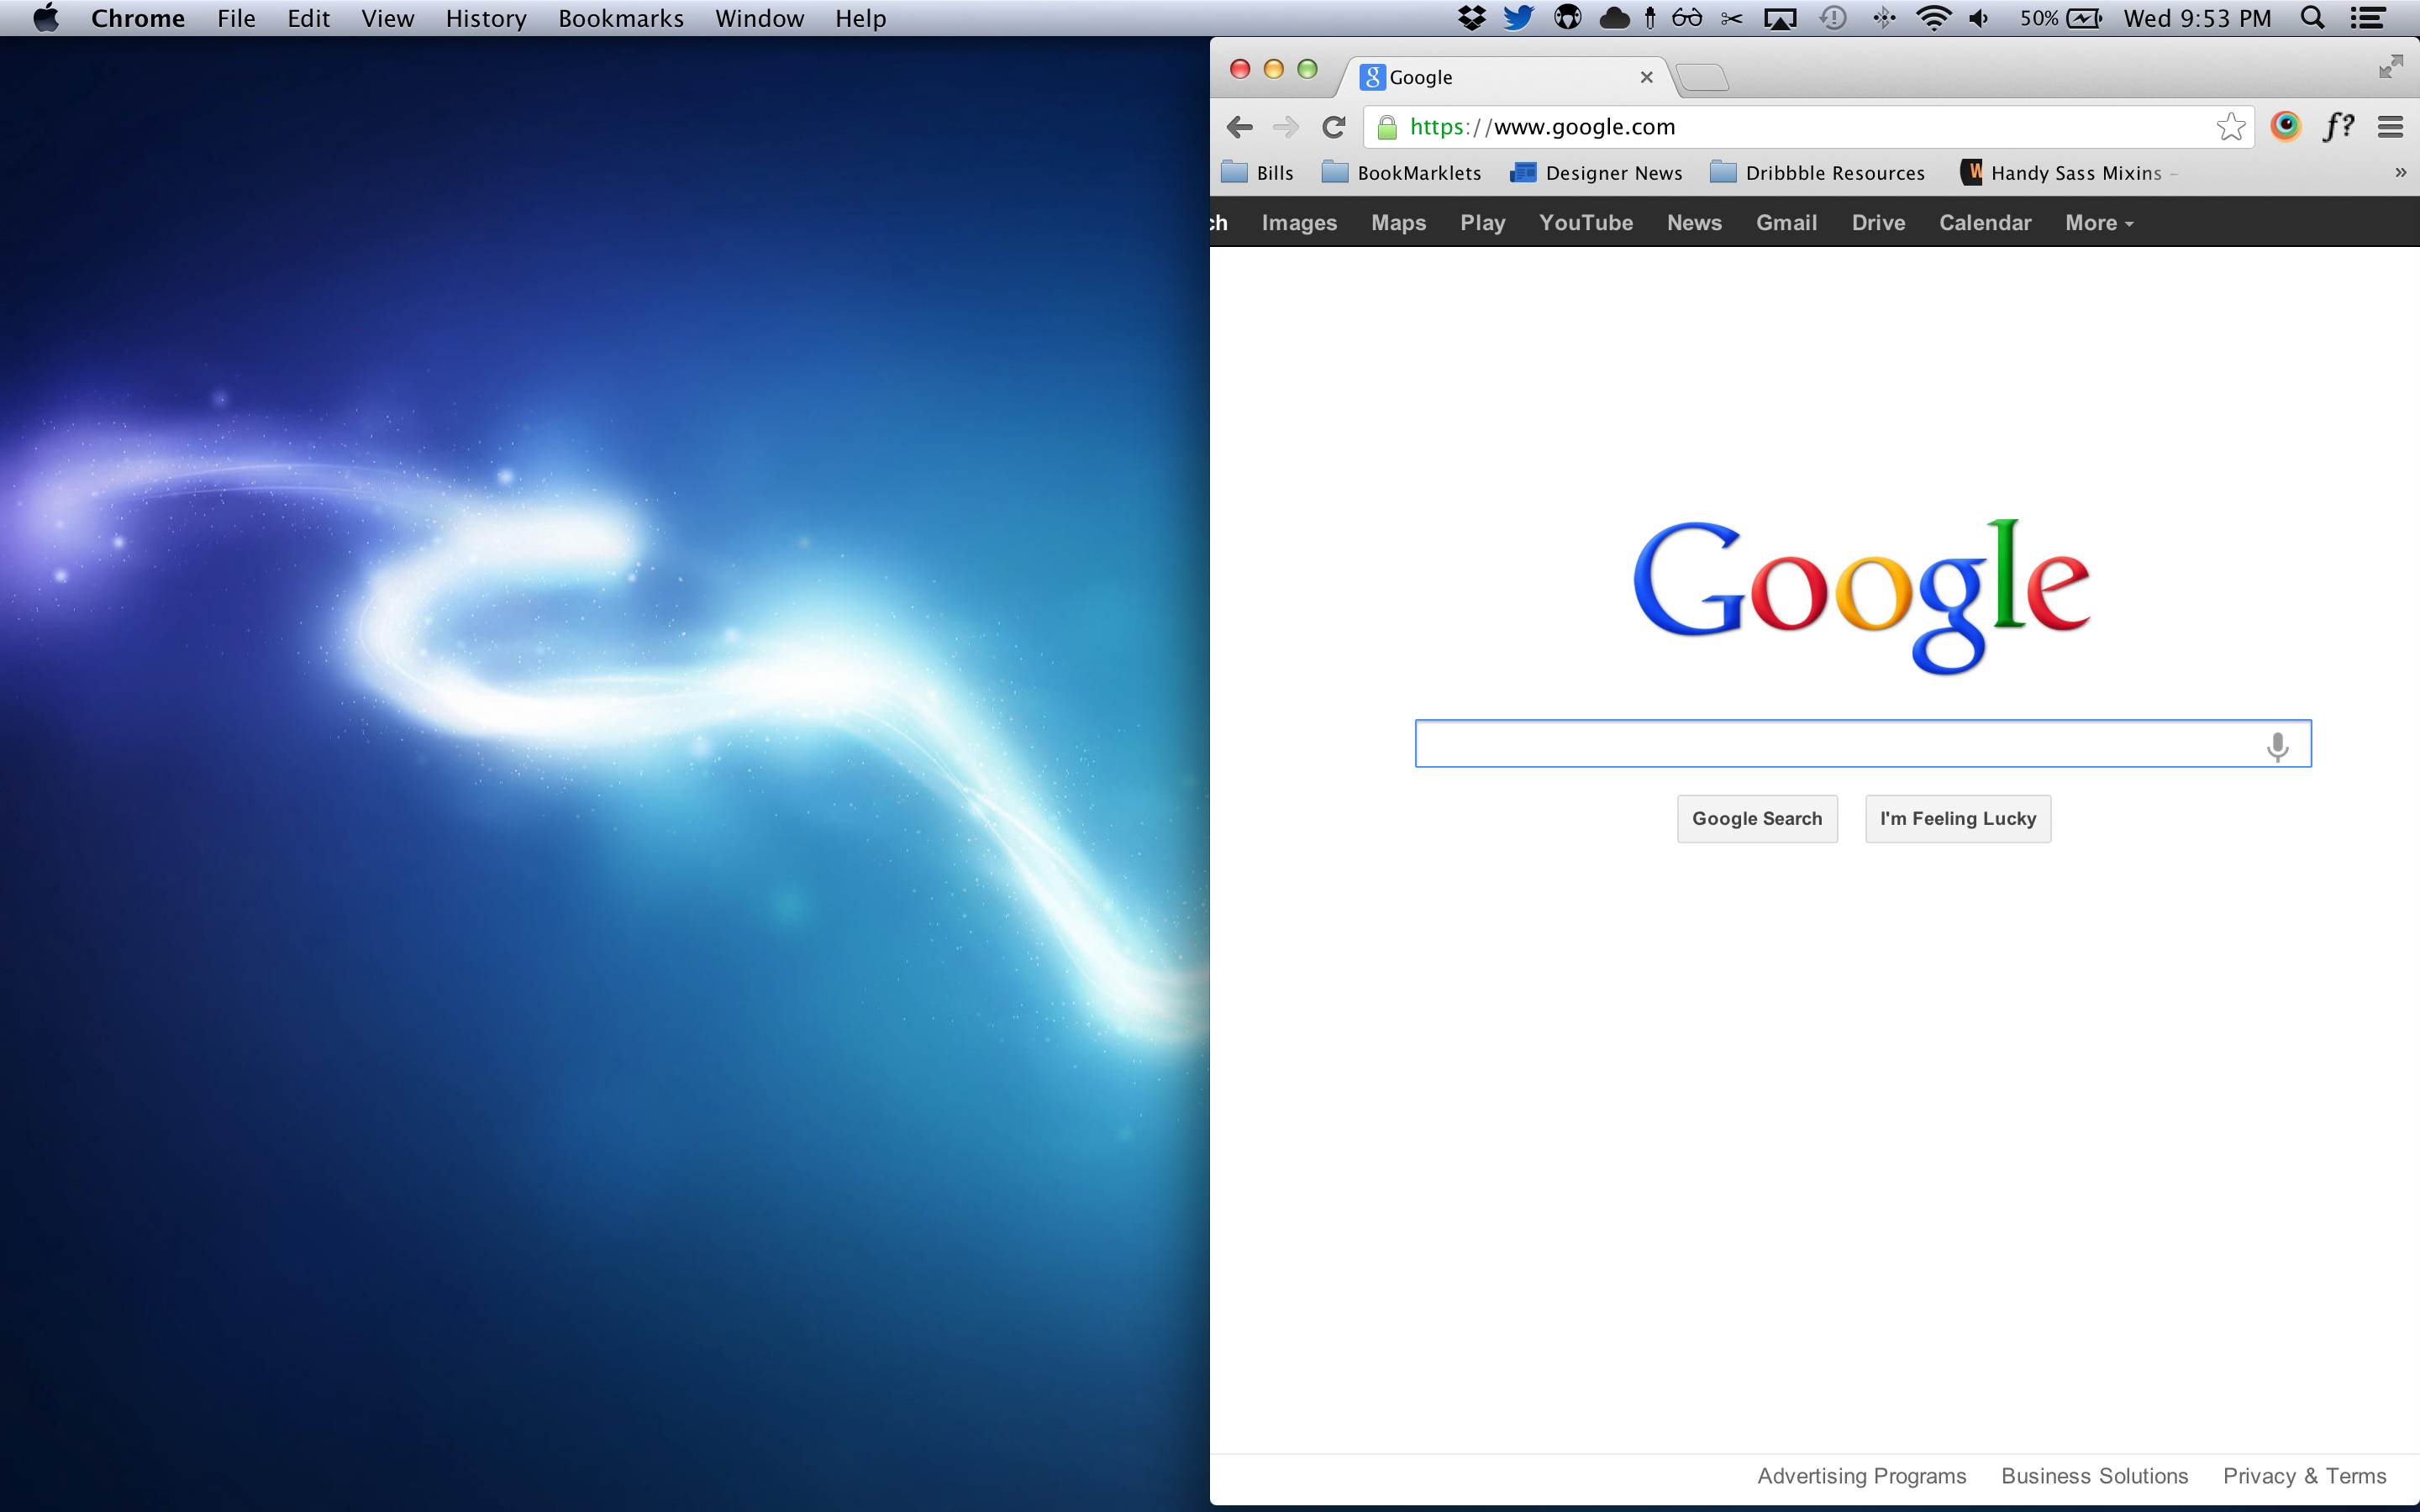 Chrome File Edit View History Bookmarks Window Help 50% Wed 9:53 PM
Google
https://www.google.com f?
Bills BookMarklets Designer News Dribbble Resources Handy Sass Mixins – »
ch Images Maps Play YouTube News Gmail Drive Calendar More
Google
Google Search I'm Feeling Lucky
Advertising Programs Business Solutions Privacy & Terms